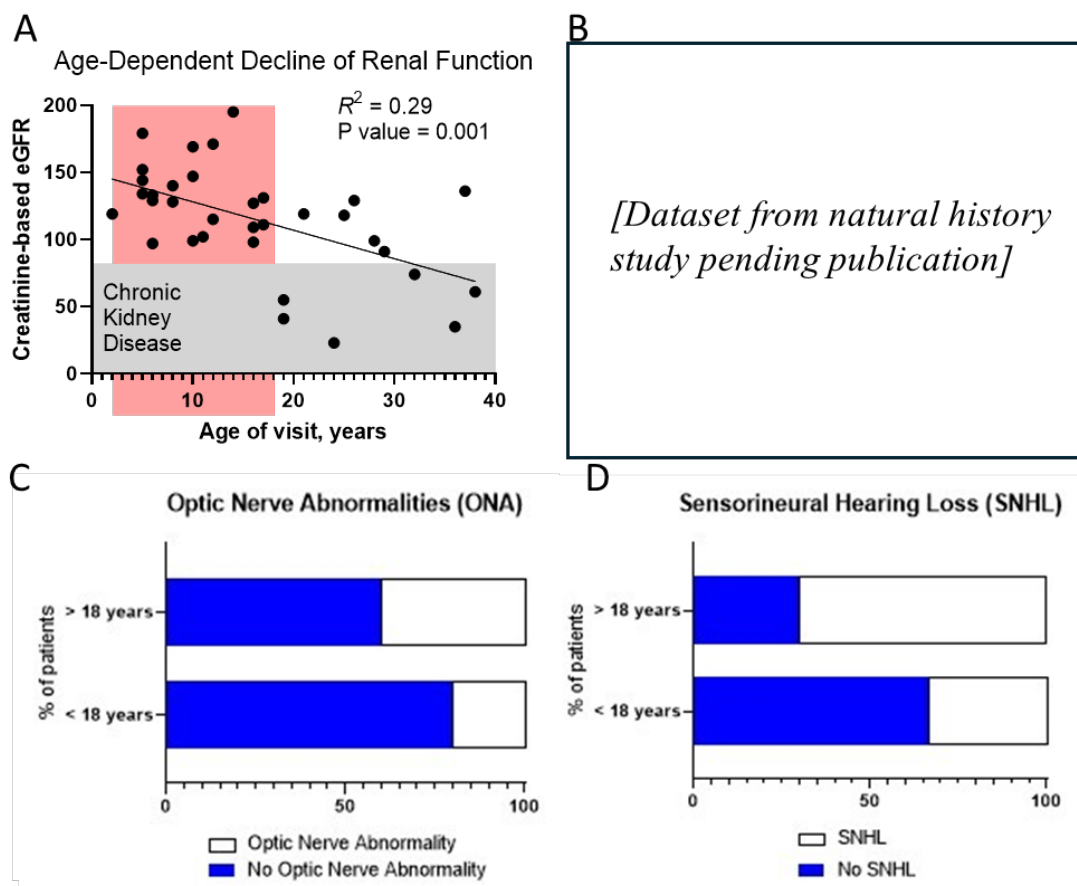 A
Age-Dependent Decline of Renal Function
R² = 0.29
P value = 0.001
Creatinine-based eGFR
200
150
100
50
0
Chronic
Kidney
Disease
0 10 20 30 40
Age of visit, years
B
[Dataset from natural history
study pending publication]
C
Optic Nerve Abnormalities (ONA)
% of patients
> 18 years
< 18 years
0 50 100
Optic Nerve Abnormality
No Optic Nerve Abnormality
D
Sensorineural Hearing Loss (SNHL)
% of patients
> 18 years
< 18 years
0 50 100
SNHL
No SNHL